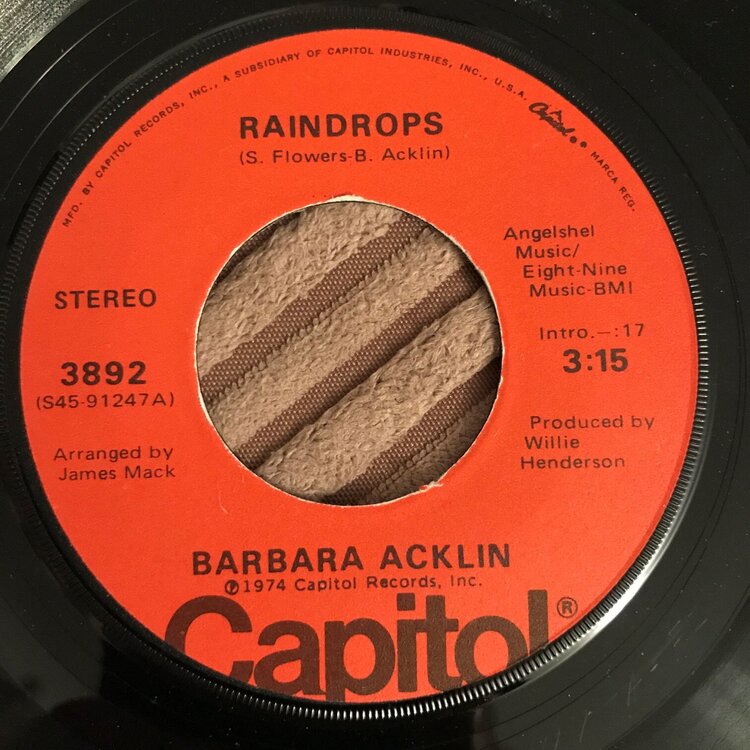 MFD. BY CAPITOL RECORDS, INC., A SUBSIDIARY OF CAPITOL INDUSTRIES, INC., U.S.A. Capitol MARCA REG.
RAINDROPS
(S. Flowers-B. Acklin)
Angelshel
Music/
Eight-Nine
Music-BMI
STEREO
Intro.—:17
3:15
3892
(S45-91247A)
Arranged by
James Mack
Produced by
Willie
Henderson
BARBARA ACKLIN
℗1974 Capitol Records, Inc.
Capitol®